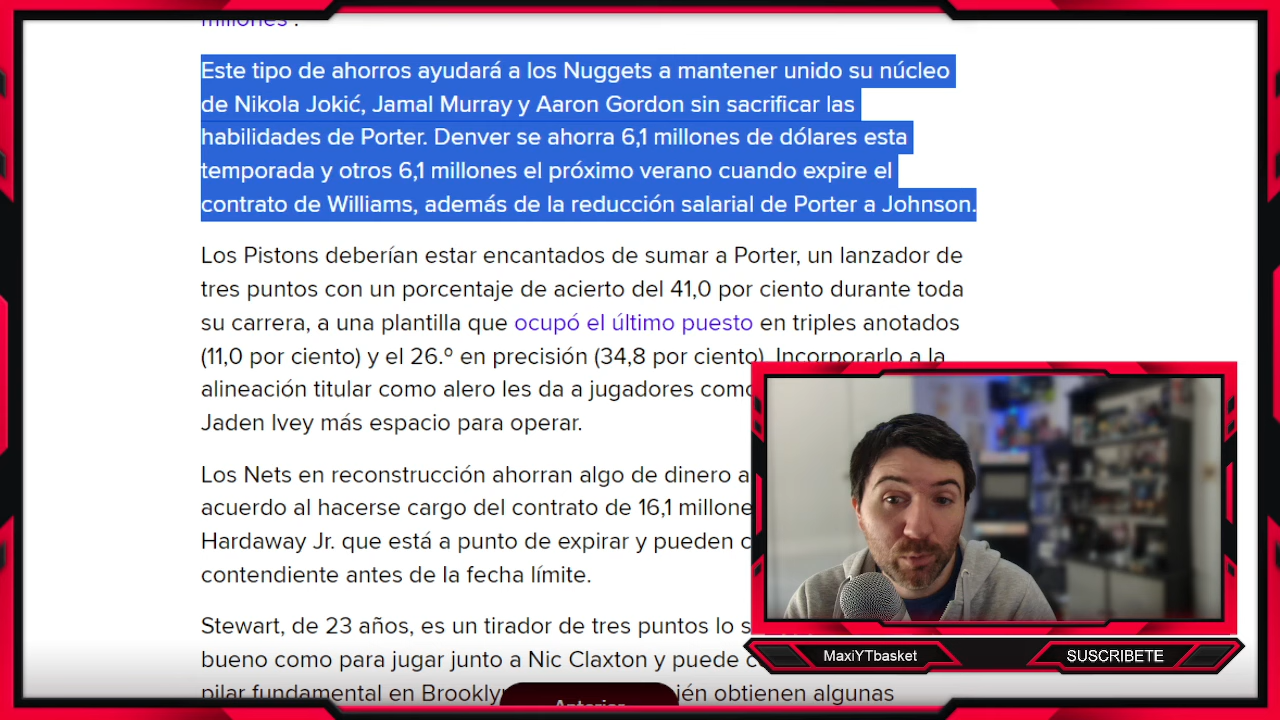 millones .
Este tipo de ahorros ayudará a los Nuggets a mantener unido su núcleo
de Nikola Jokić, Jamal Murray y Aaron Gordon sin sacrificar las
habilidades de Porter. Denver se ahorra 6,1 millones de dólares esta
temporada y otros 6,1 millones el próximo verano cuando expire el
contrato de Williams, además de la reducción salarial de Porter a Johnson.
Los Pistons deberían estar encantados de sumar a Porter, un lanzador de
tres puntos con un porcentaje de acierto del 41,0 por ciento durante toda
su carrera, a una plantilla que ocupó el último puesto en triples anotados
(11,0 por ciento) y el 26.º en precisión (34,8 por ciento). Incorporarlo a la
alineación titular como alero les da a jugadores como
Jaden Ivey más espacio para operar.
Los Nets en reconstrucción ahorran algo de dinero a
acuerdo al hacerse cargo del contrato de 16,1 millone
Hardaway Jr. que está a punto de expirar y pueden c
contendiente antes de la fecha límite.
Stewart, de 23 años, es un tirador de tres puntos lo s
bueno como para jugar junto a Nic Claxton y puede c
pilar fundamental en Brooklyn ién obtienen algunas
Anterior
MaxiYTbasket
SUSCRIBETE